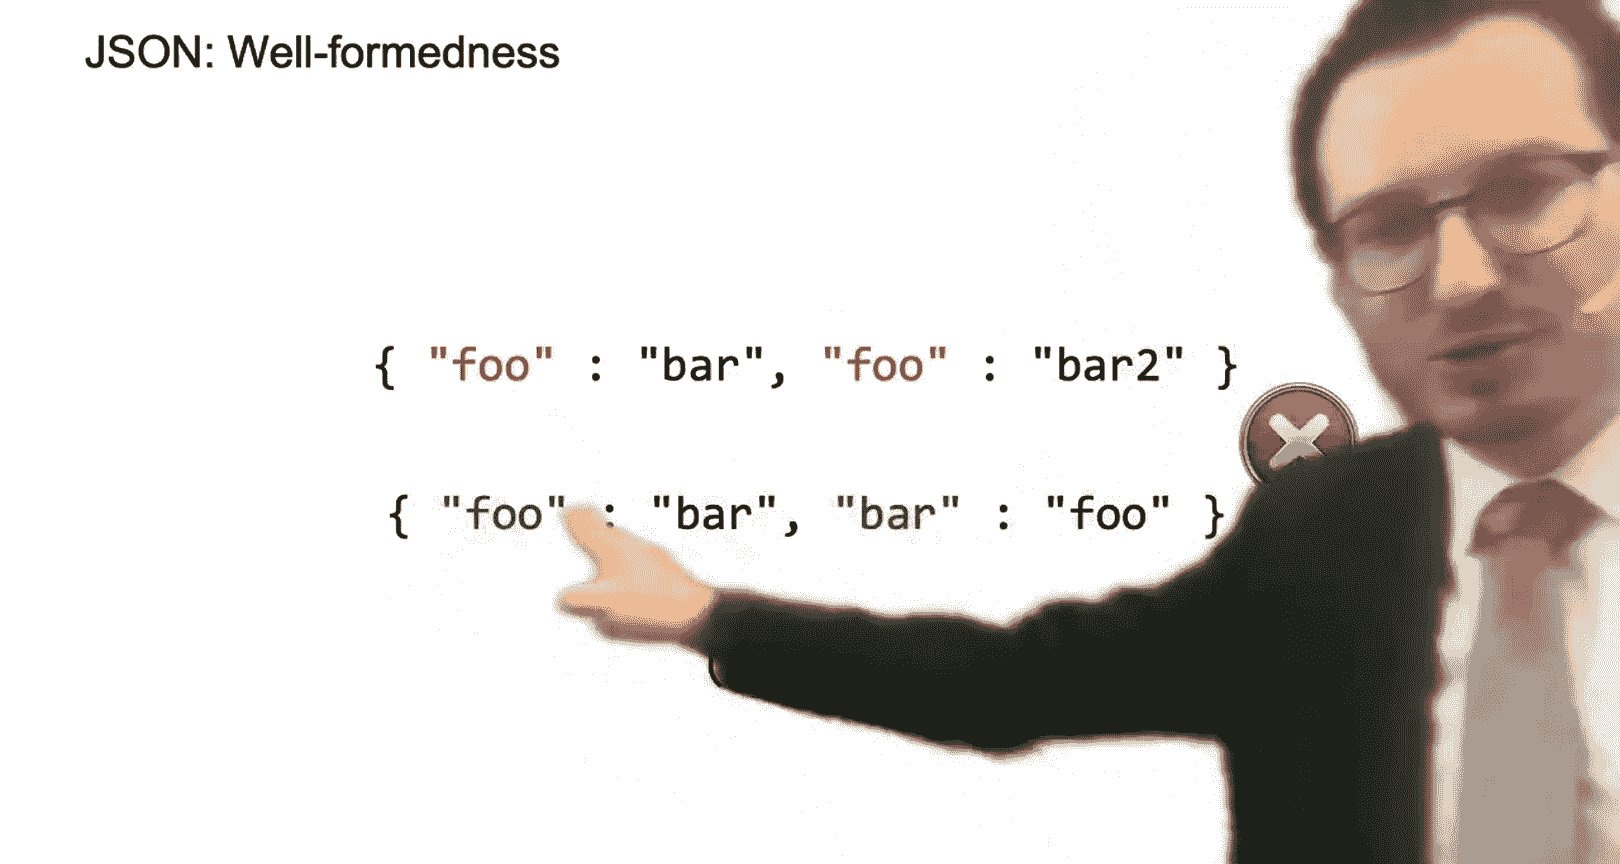 JSON: Well-formedness
{ "foo" : "bar", "foo" : "bar2" }
{ "foo" : "bar", "bar" : "foo" }